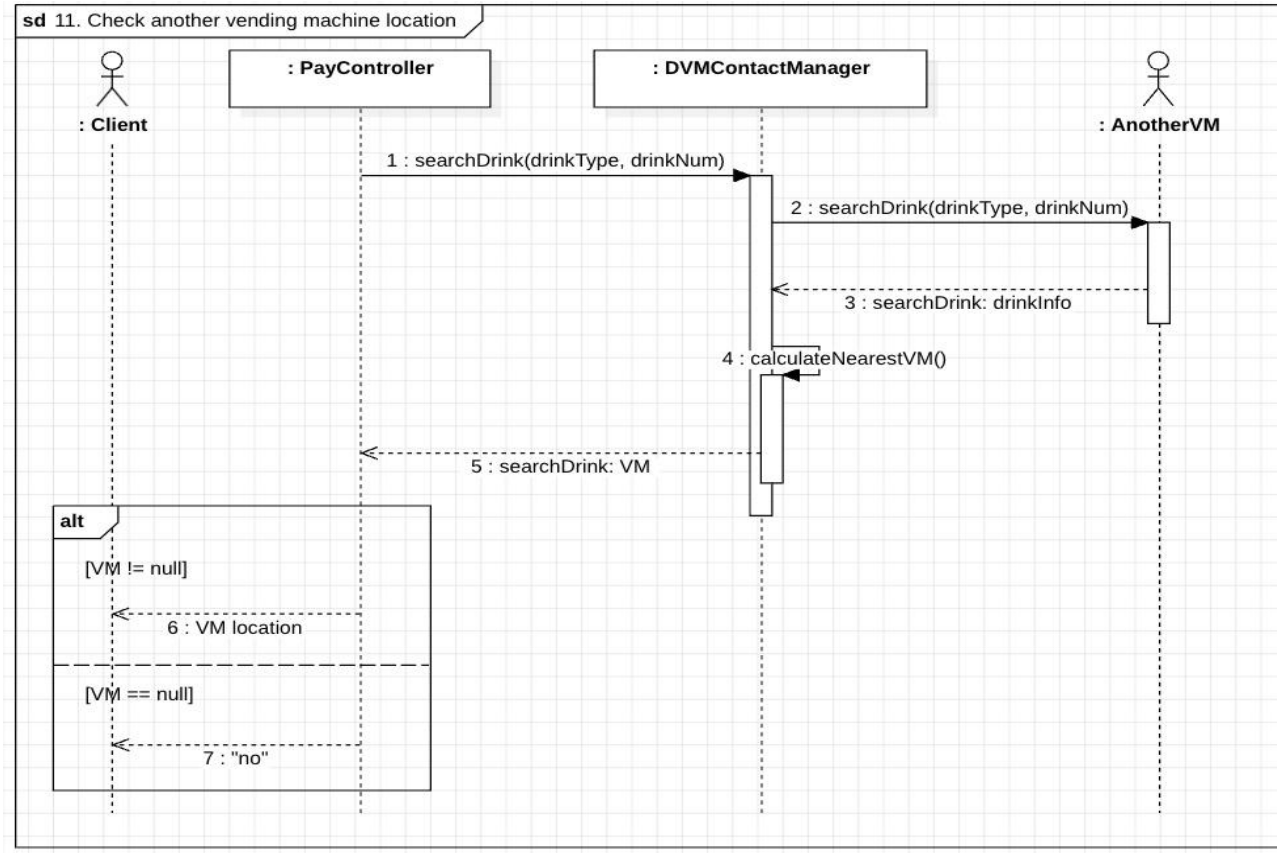 sd 11. Check another vending machine location
: Client
: PayController
: DVMContactManager
: AnotherVM
1 : searchDrink(drinkType, drinkNum)
2 : searchDrink(drinkType, drinkNum)
3 : searchDrink: drinkInfo
4 : calculateNearestVM()
5 : searchDrink: VM
alt
[VM != null]
6 : VM location
[VM == null]
7 : "no"